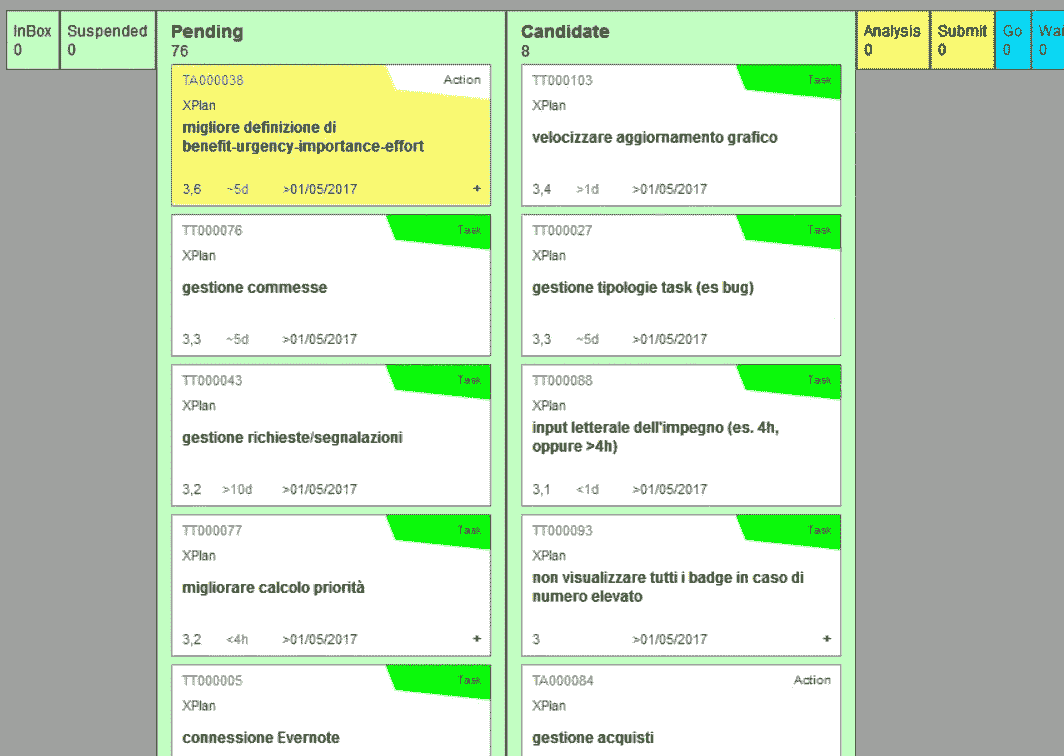 InBox
0
Suspended
0
Pending
76
TA000038
Action
XPlan
migliore definizione di
benefit-urgency-importance-effort
3,6 ~5d >01/05/2017 +
TT000076
Task
XPlan
gestione commesse
3,3 ~5d >01/05/2017
TT000043
Task
XPlan
gestione richieste/segnalazioni
3,2 >10d >01/05/2017
TT000077
Task
XPlan
migliorare calcolo priorità
3,2 <4h >01/05/2017 +
TT000005
Task
XPlan
connessione Evernote
Candidate
8
TT000103
Task
XPlan
velocizzare aggiornamento grafico
3,4 >1d >01/05/2017
TT000027
Task
XPlan
gestione tipologie task (es bug)
3,3 ~5d >01/05/2017
TT000088
Task
XPlan
input letterale dell'impegno (es. 4h,
oppure >4h)
3,1 <1d >01/05/2017
TT000093
Task
XPlan
non visualizzare tutti i badge in caso di
numero elevato
3 >01/05/2017 +
TA000084
Action
XPlan
gestione acquisti
Analysis
0
Submit
0
Go
0
Wai
0